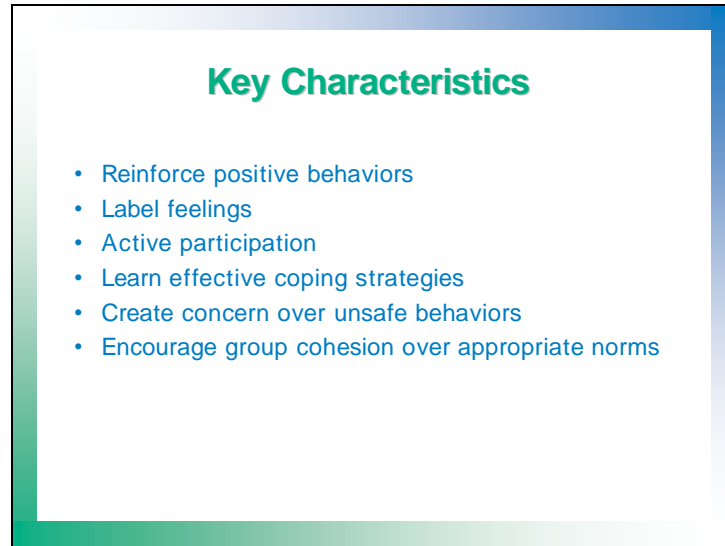 Key Characteristics
• Reinforce positive behaviors
• Label feelings
• Active participation
• Learn effective coping strategies
• Create concern over unsafe behaviors
• Encourage group cohesion over appropriate norms